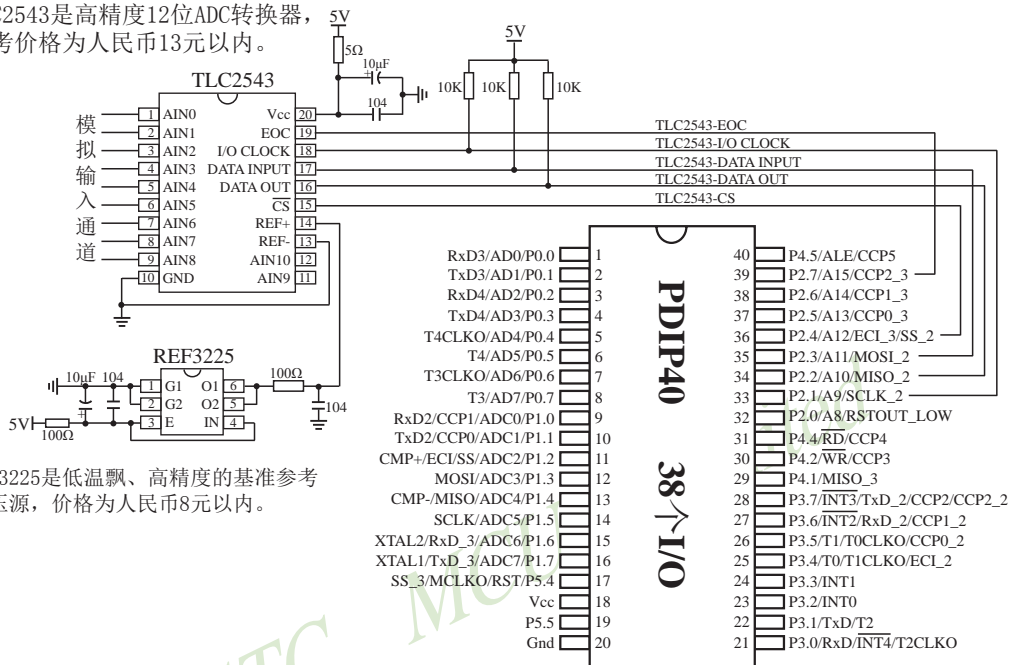 C2543是高精度12位ADC转换器，
考价格为人民币13元以内。
5V
5Ω
10μF
+
104
5V
10K
10K
10K
TLC2543
模拟输入通道
1 AIN0
2 AIN1
3 AIN2
4 AIN3
5 AIN4
6 AIN5
7 AIN6
8 AIN7
9 AIN8
10 GND
Vcc 20
EOC 19
I/O CLOCK 18
DATA INPUT 17
DATA OUT 16
CS 15
REF+ 14
REF- 13
AIN10 12
AIN9 11
TLC2543-EOC
TLC2543-I/O CLOCK
TLC2543-DATA INPUT
TLC2543-DATA OUT
TLC2543-CS
REF3225
1 G1
2 G2
3 E
O1 6
O2 5
IN 4
10μF 104
+
5V
100Ω
100Ω
104
3225是低温飘、高精度的基准参考
压源，价格为人民币8元以内。
PDIP40 38个I/O
RxD3/AD0/P0.0 1
TxD3/AD1/P0.1 2
RxD4/AD2/P0.2 3
TxD4/AD3/P0.3 4
T4CLKO/AD4/P0.4 5
T4/AD5/P0.5 6
T3CLKO/AD6/P0.6 7
T3/AD7/P0.7 8
RxD2/CCP1/ADC0/P1.0 9
TxD2/CCP0/ADC1/P1.1 10
CMP+/ECI/SS/ADC2/P1.2 11
MOSI/ADC3/P1.3 12
CMP-/MISO/ADC4/P1.4 13
SCLK/ADC5/P1.5 14
XTAL2/RxD_3/ADC6/P1.6 15
XTAL1/TxD_3/ADC7/P1.7 16
SS_3/MCLKO/RST/P5.4 17
Vcc 18
P5.5 19
Gnd 20
40 P4.5/ALE/CCP5
39 P2.7/A15/CCP2_3
38 P2.6/A14/CCP1_3
37 P2.5/A13/CCP0_3
36 P2.4/A12/ECI_3/SS_2
35 P2.3/A11/MOSI_2
34 P2.2/A10/MISO_2
33 P2.1/A9/SCLK_2
32 P2.0/A8/RSTOUT_LOW
31 P4.4/RD/CCP4
30 P4.2/WR/CCP3
29 P4.1/MISO_3
28 P3.7/INT3/TxD_2/CCP2/CCP2_2
27 P3.6/INT2/RxD_2/CCP1_2
26 P3.5/T1/T0CLKO/CCP0_2
25 P3.4/T0/T1CLKO/ECI_2
24 P3.3/INT1
23 P3.2/INT0
22 P3.1/TxD/T2
21 P3.0/RxD/INT4/T2CLKO
MCU